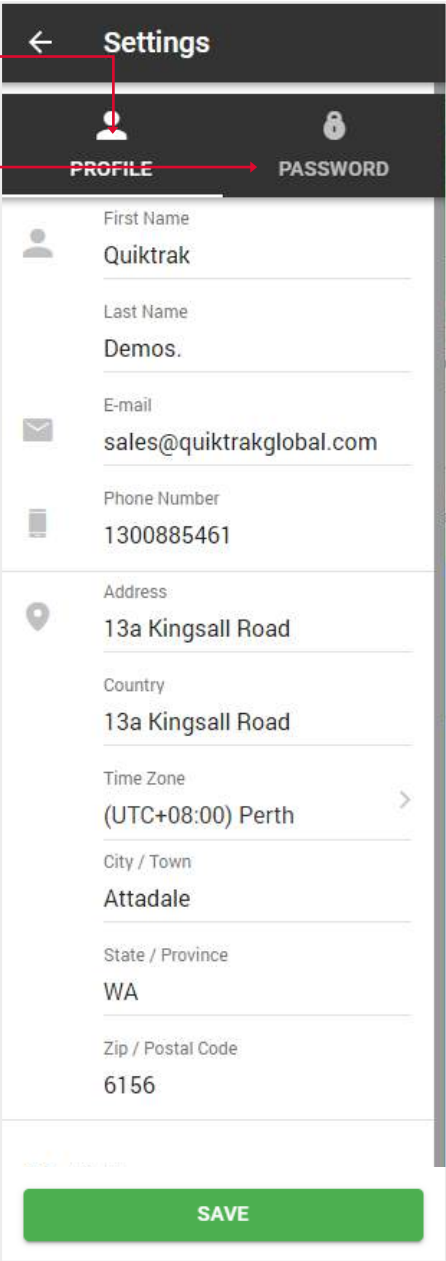 Settings
PROFILE PASSWORD
First Name
Quiktrak
Last Name
Demos.
E-mail
sales@quiktrakglobal.com
Phone Number
1300885461
Address
13a Kingsall Road
Country
13a Kingsall Road
Time Zone
(UTC+08:00) Perth
City / Town
Attadale
State / Province
WA
Zip / Postal Code
6156
SAVE